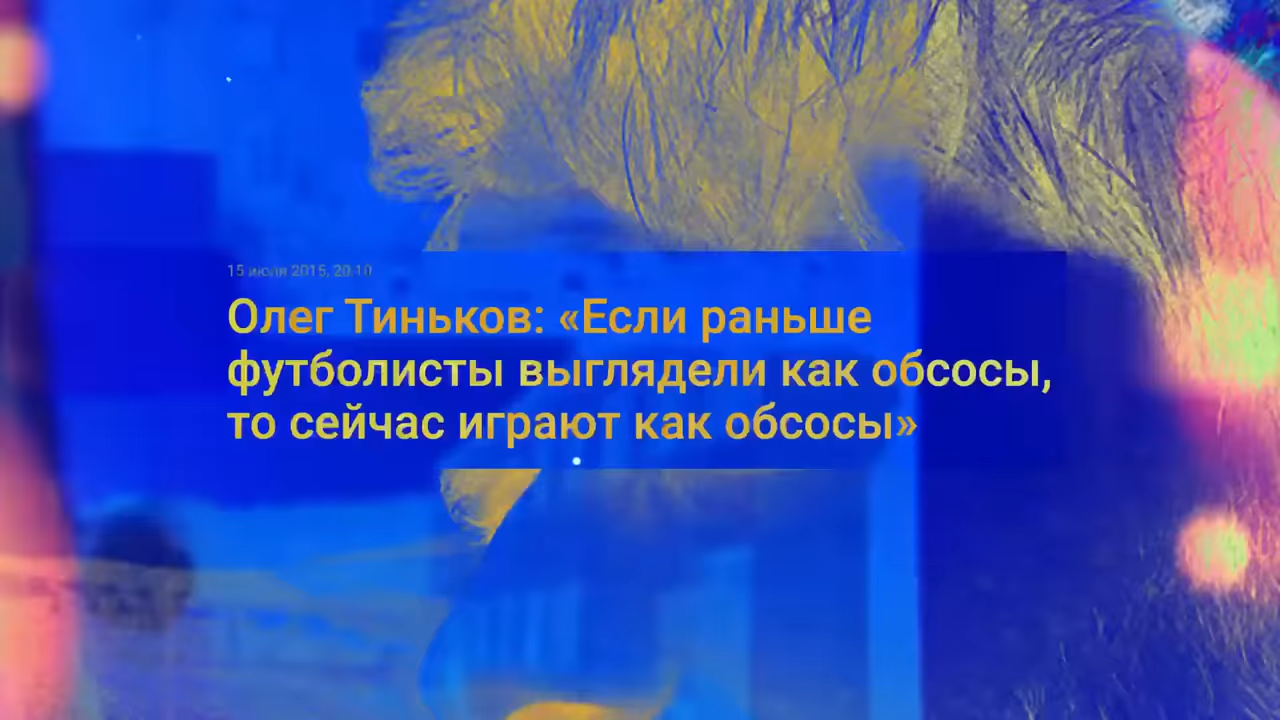 15 июля 2015, 20:10
Олег Тиньков: «Если раньше
футболисты выглядели как обсосы,
то сейчас играют как обсосы»